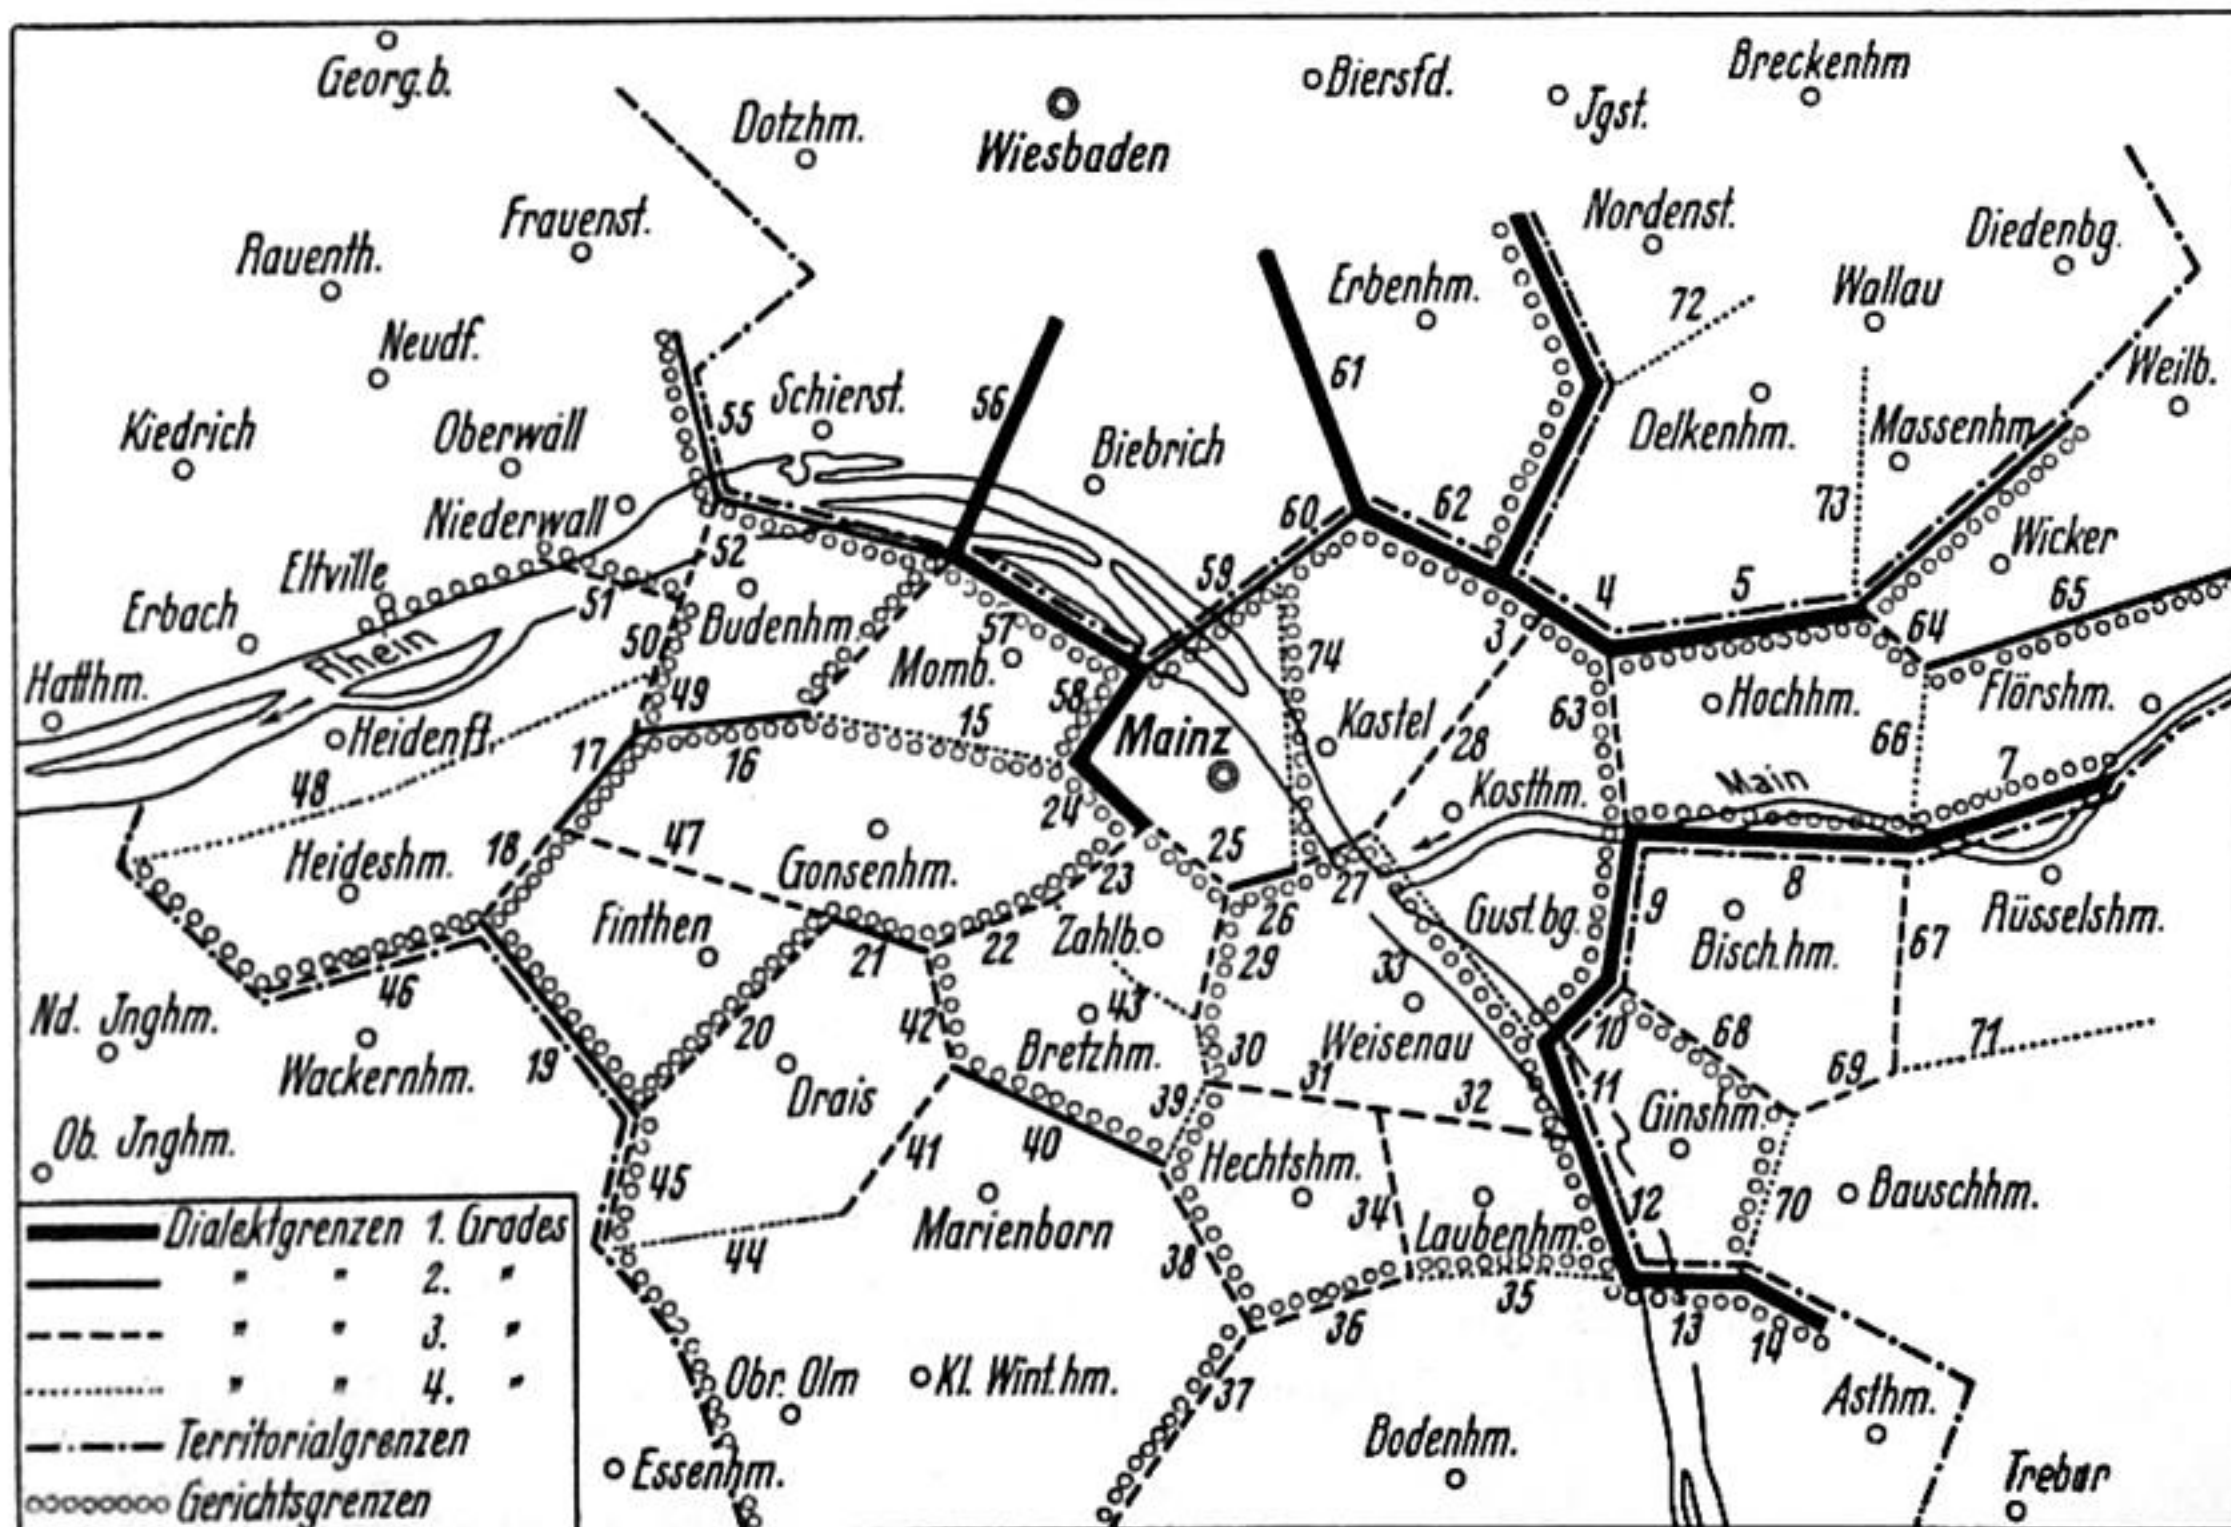 Georg.b.
Dotzhm.
Wiesbaden
Biersfd.
Jgst.
Breckenhm
Rauenth.
Frauenst.
Erbenhm.
Nordenst.
72
Wallau
Diedenbg.
Neudf.
61
Weilb.
Kiedrich
Oberwall
55
Schierst.
56
Biebrich
Delkenhm.
Massenhm.
Niederwall
52
60
62
73
Wicker
Eltville
51
59
4
5
65
Erbach
Rhein
50
Budenhm.
57
3
64
Hatthm.
49
Momb.
58
74
Kastel
63
Hochhm.
Flörshm.
Heidenft.
17
16
15
Mainz
28
66
7
48
24
Kosthm.
Main
Heideshm.
18
47
Gonsenhm.
23
25
27
8
Finthen
21
22
Zahlb.
26
Gust.bg.
9
Bisch.hm.
67
Rüsselshm.
46
29
33
Nd. Jnghm.
Wackernhm.
19
20
42
43
Bretzhm.
30
Weisenau
10
68
71
Drais
39
31
32
11
Ginshm.
69
Ob. Jnghm.
45
41
40
Hechtshm.
12
70
Bauschhm.
44
Marienborn
38
34
Laubenhm.
36
35
13
14
Obr. Olm
Kl. Wint.hm.
37
Asthm.
Essenhm.
Bodenhm.
Trebur
Dialektgrenzen 1. Grades
" " 2. "
" " 3. "
" " 4. "
Territorialgrenzen
Gerichtsgrenzen